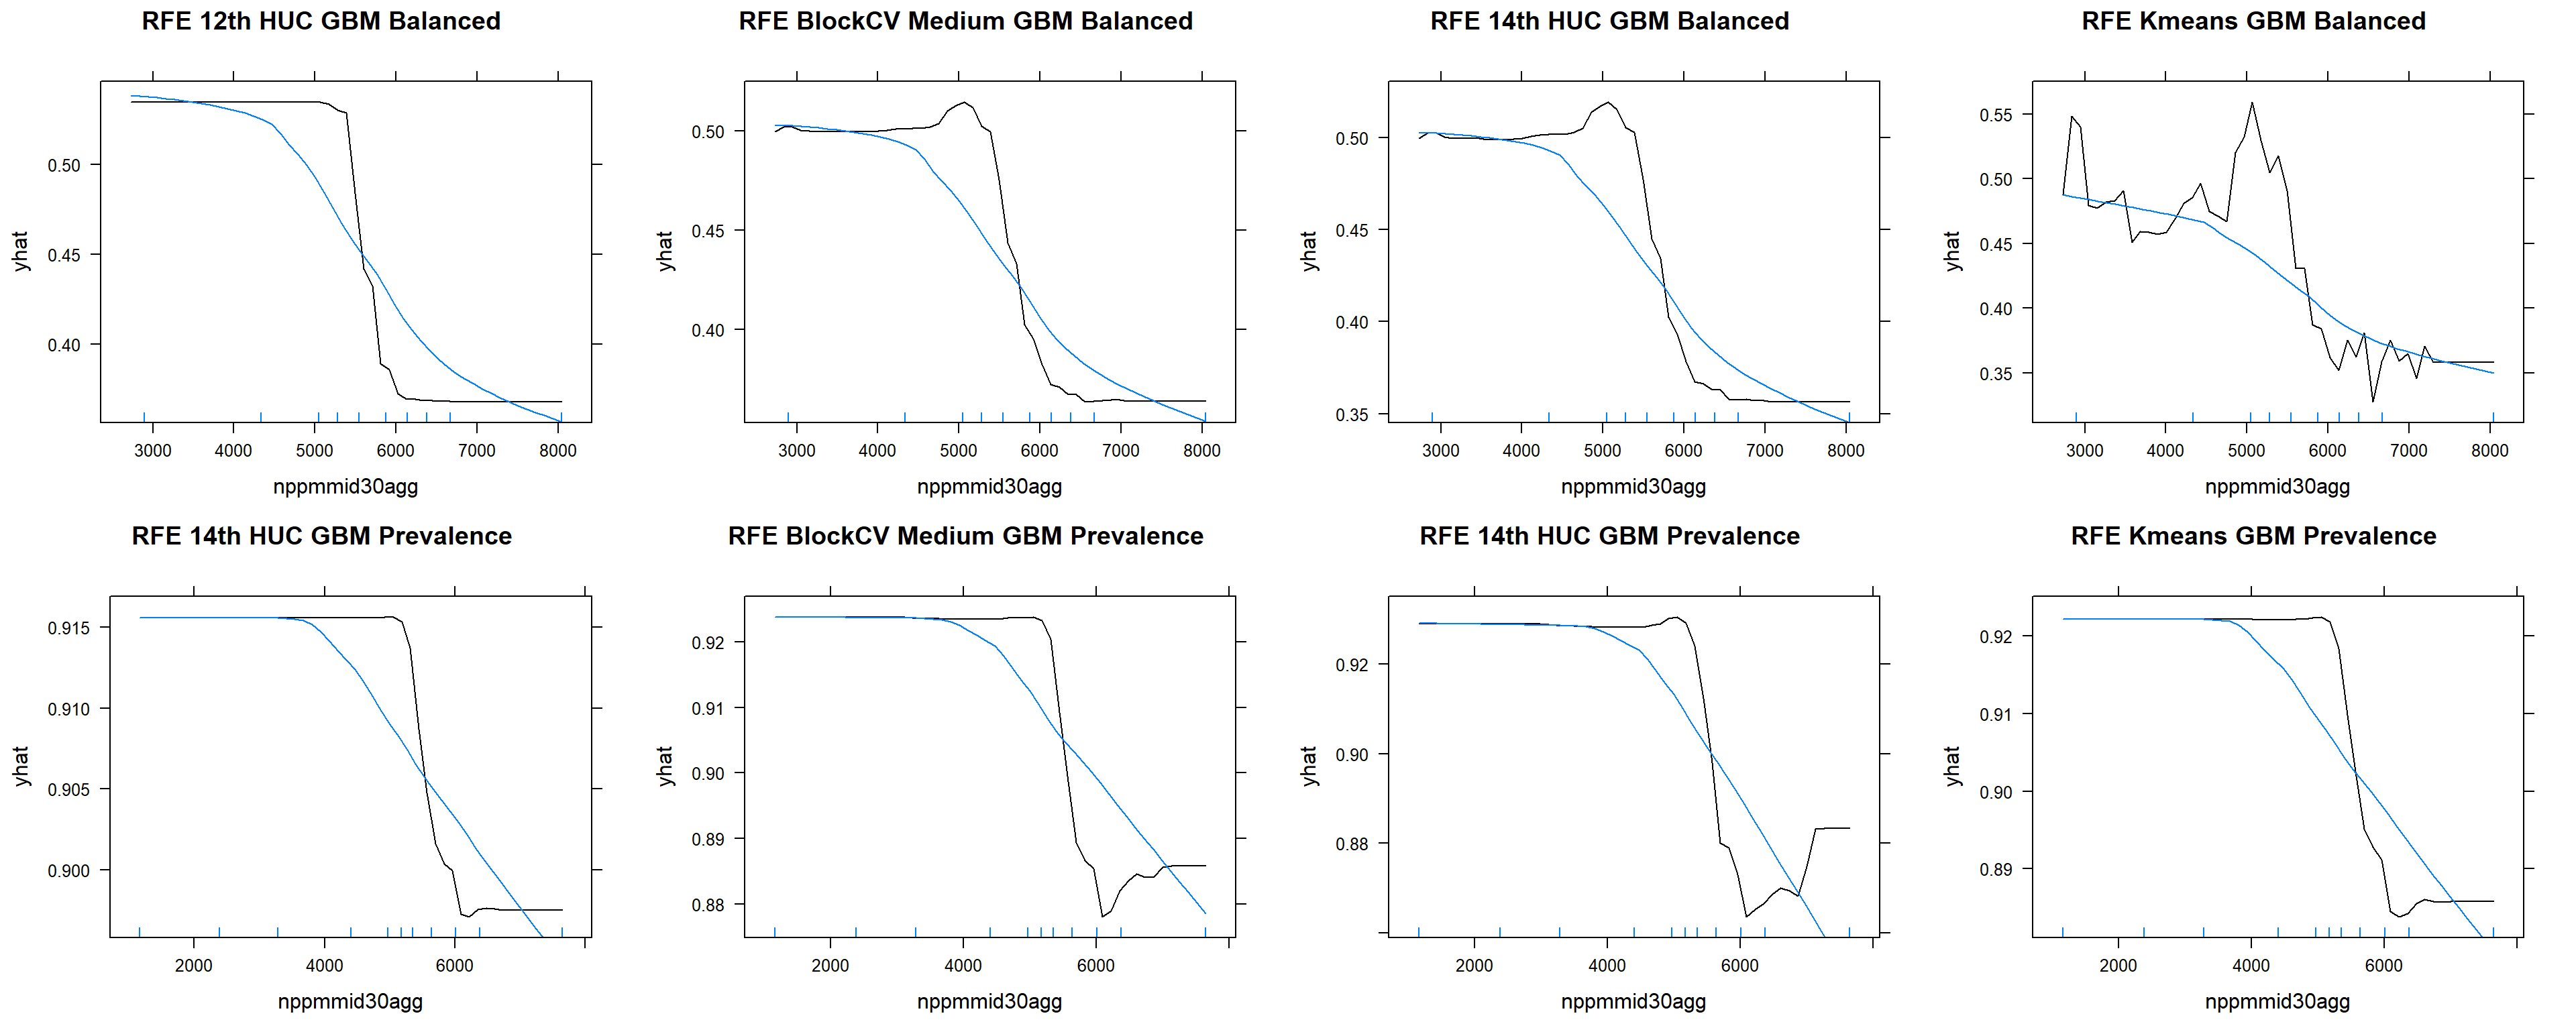 RFE 12th HUC GBM Balanced
yhat
0.50
0.45
0.40
3000 4000 5000 6000 7000 8000
nppmmid30agg
RFE BlockCV Medium GBM Balanced
yhat
0.50
0.45
0.40
3000 4000 5000 6000 7000 8000
nppmmid30agg
RFE 14th HUC GBM Balanced
yhat
0.50
0.45
0.40
0.35
3000 4000 5000 6000 7000 8000
nppmmid30agg
RFE Kmeans GBM Balanced
yhat
0.55
0.50
0.45
0.40
0.35
3000 4000 5000 6000 7000 8000
nppmmid30agg
RFE 14th HUC GBM Prevalence
yhat
0.915
0.910
0.905
0.900
2000 4000 6000
nppmmid30agg
RFE BlockCV Medium GBM Prevalence
yhat
0.92
0.91
0.90
0.89
0.88
2000 4000 6000
nppmmid30agg
RFE 14th HUC GBM Prevalence
yhat
0.92
0.90
0.88
2000 4000 6000
nppmmid30agg
RFE Kmeans GBM Prevalence
yhat
0.92
0.91
0.90
0.89
2000 4000 6000
nppmmid30agg